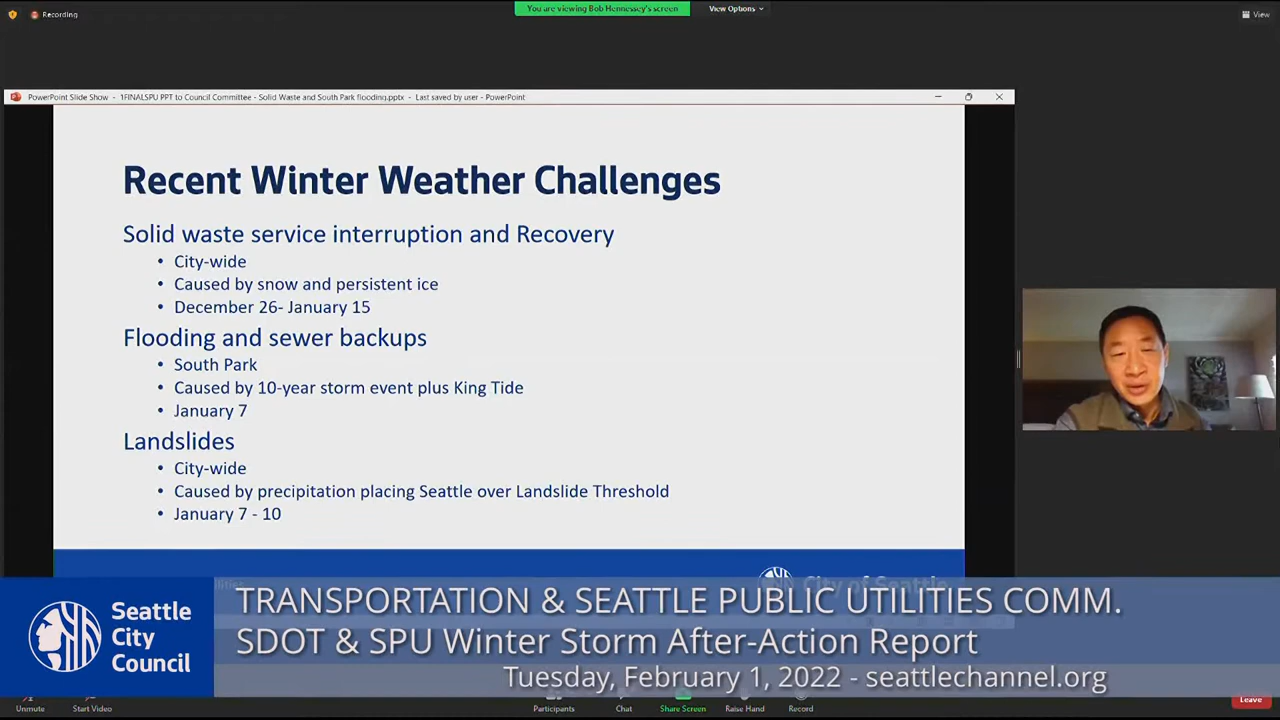 Recording
You are viewing Bob Hennessey's screen
View Options
View
PowerPoint Slide Show - 1FINALSPU PPT to Council Committee - Solid Waste and South Park flooding.pptx - Last saved by user - PowerPoint
Recent Winter Weather Challenges
Solid waste service interruption and Recovery
• City-wide
• Caused by snow and persistent ice
• December 26- January 15
Flooding and sewer backups
• South Park
• Caused by 10-year storm event plus King Tide
• January 7
Landslides
• City-wide
• Caused by precipitation placing Seattle over Landslide Threshold
• January 7 - 10
City of Seattle
Seattle
City
Council
TRANSPORTATION & SEATTLE PUBLIC UTILITIES COMM.
SDOT & SPU Winter Storm After-Action Report
Tuesday, February 1, 2022 - seattlechannel.org
Unmute
Start Video
Participants
Chat
Share Screen
Raise Hand
Record
Leave